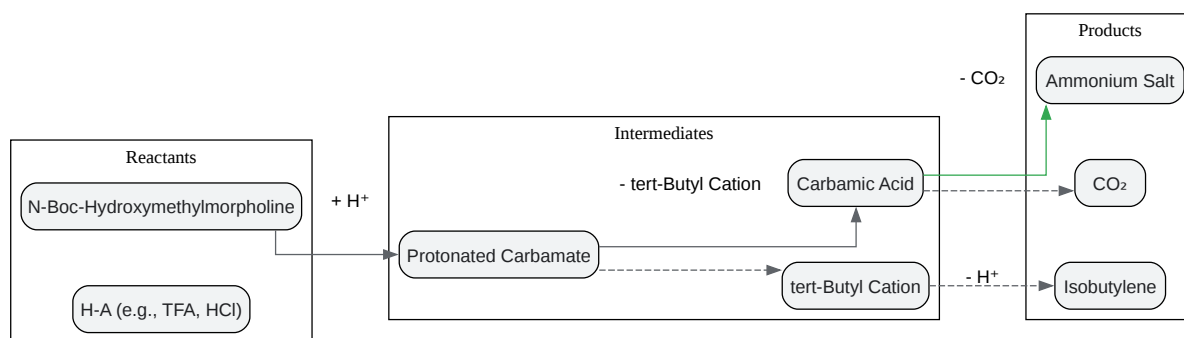 Reactants
N-Boc-Hydroxymethylmorpholine
H-A (e.g., TFA, HCl)
+ H⁺
Intermediates
Protonated Carbamate
- tert-Butyl Cation
Carbamic Acid
tert-Butyl Cation
- CO₂
- H⁺
Products
Ammonium Salt
CO₂
Isobutylene